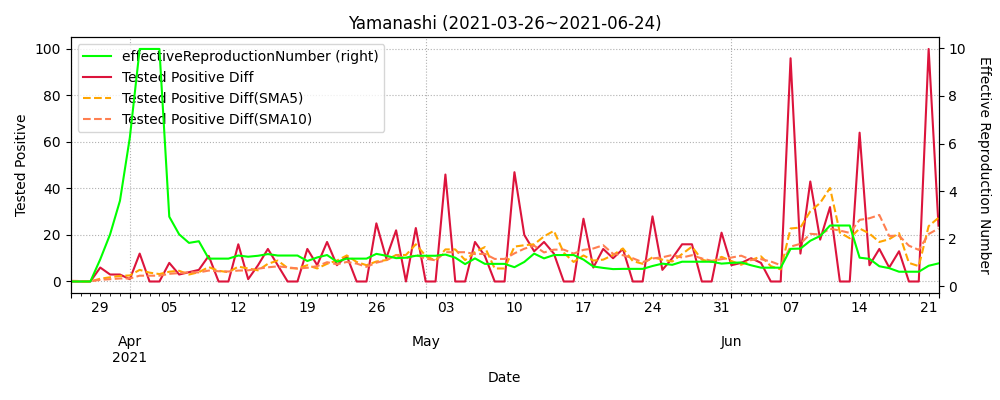 Yamanashi (2021-03-26~2021-06-24)
effectiveReproductionNumber (right)
Tested Positive Diff
Tested Positive Diff(SMA5)
Tested Positive Diff(SMA10)
Tested Positive
100
80
60
40
20
0
Effective Reproduction Number
10
8
6
4
2
0
29 05 12 19 26 03 10 17 24 31 07 14 21
Apr May Jun
2021
Date